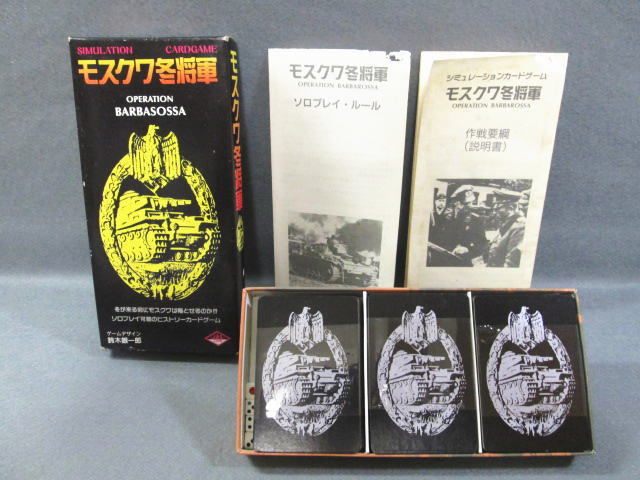 SIMULATION CARDGAME
モスクワ冬将軍
OPERATION
BARBASOSSA
冬が来る前にモスクワは陥とせるのか!!
ソロプレイ可能のヒストリーカードゲーム
ゲームデザイン
鈴木銀一郎
モスクワ冬将軍
モスクワ冬将軍
OPERATION BARBAROSSA
ソロプレイ・ルール
シミュレーションカードゲーム
モスクワ冬将軍
OPERATION BARBAROSSA
作戦要綱
(説明書)